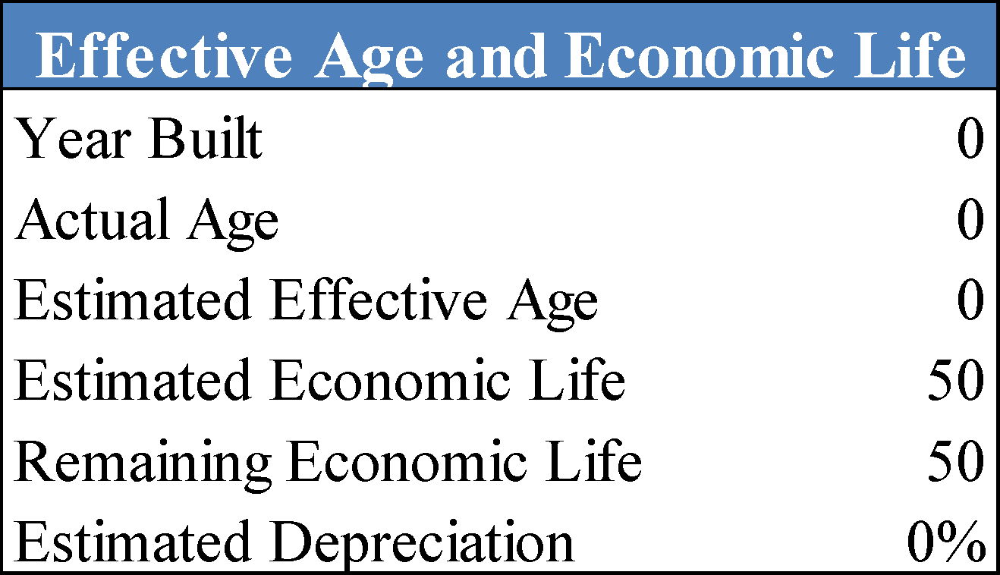 Effective Age and Economic Life
Year Built 0
Actual Age 0
Estimated Effective Age 0
Estimated Economic Life 50
Remaining Economic Life 50
Estimated Depreciation 0%